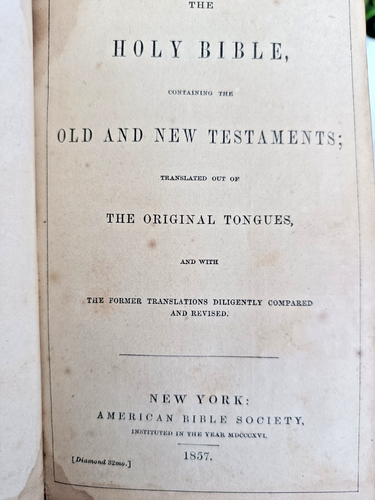 THE
HOLY BIBLE,
CONTAINING THE
OLD AND NEW TESTAMENTS;
TRANSLATED OUT OF
THE ORIGINAL TONGUES,
AND WITH
THE FORMER TRANSLATIONS DILIGENTLY COMPARED
AND REVISED.
NEW YORK:
AMERICAN BIBLE SOCIETY,
INSTITUTED IN THE YEAR MDCCCXVI.
1857.
[Diamond 32mo.]